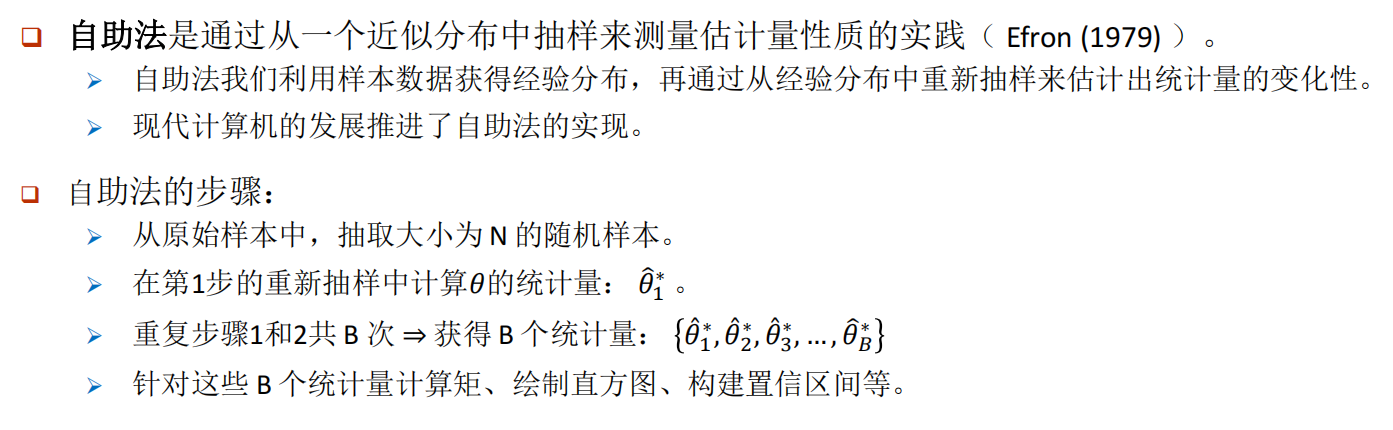 自助法是通过从一个近似分布中抽样来测量估计量性质的实践（ Efron (1979) ）。
自助法我们利用样本数据获得经验分布，再通过从经验分布中重新抽样来估计出统计量的变化性。
现代计算机的发展推进了自助法的实现。
自助法的步骤：
从原始样本中，抽取大小为 N 的随机样本。
在第1步的重新抽样中计算𝜃的统计量： $\hat{\theta}_1^*$ 。
重复步骤1和2共 B 次 ⇒ 获得 B 个统计量： $\{\hat{\theta}_1^*, \hat{\theta}_2^*, \hat{\theta}_3^*, \ldots, \hat{\theta}_B^*\}$
针对这些 B 个统计量计算矩、绘制直方图、构建置信区间等。